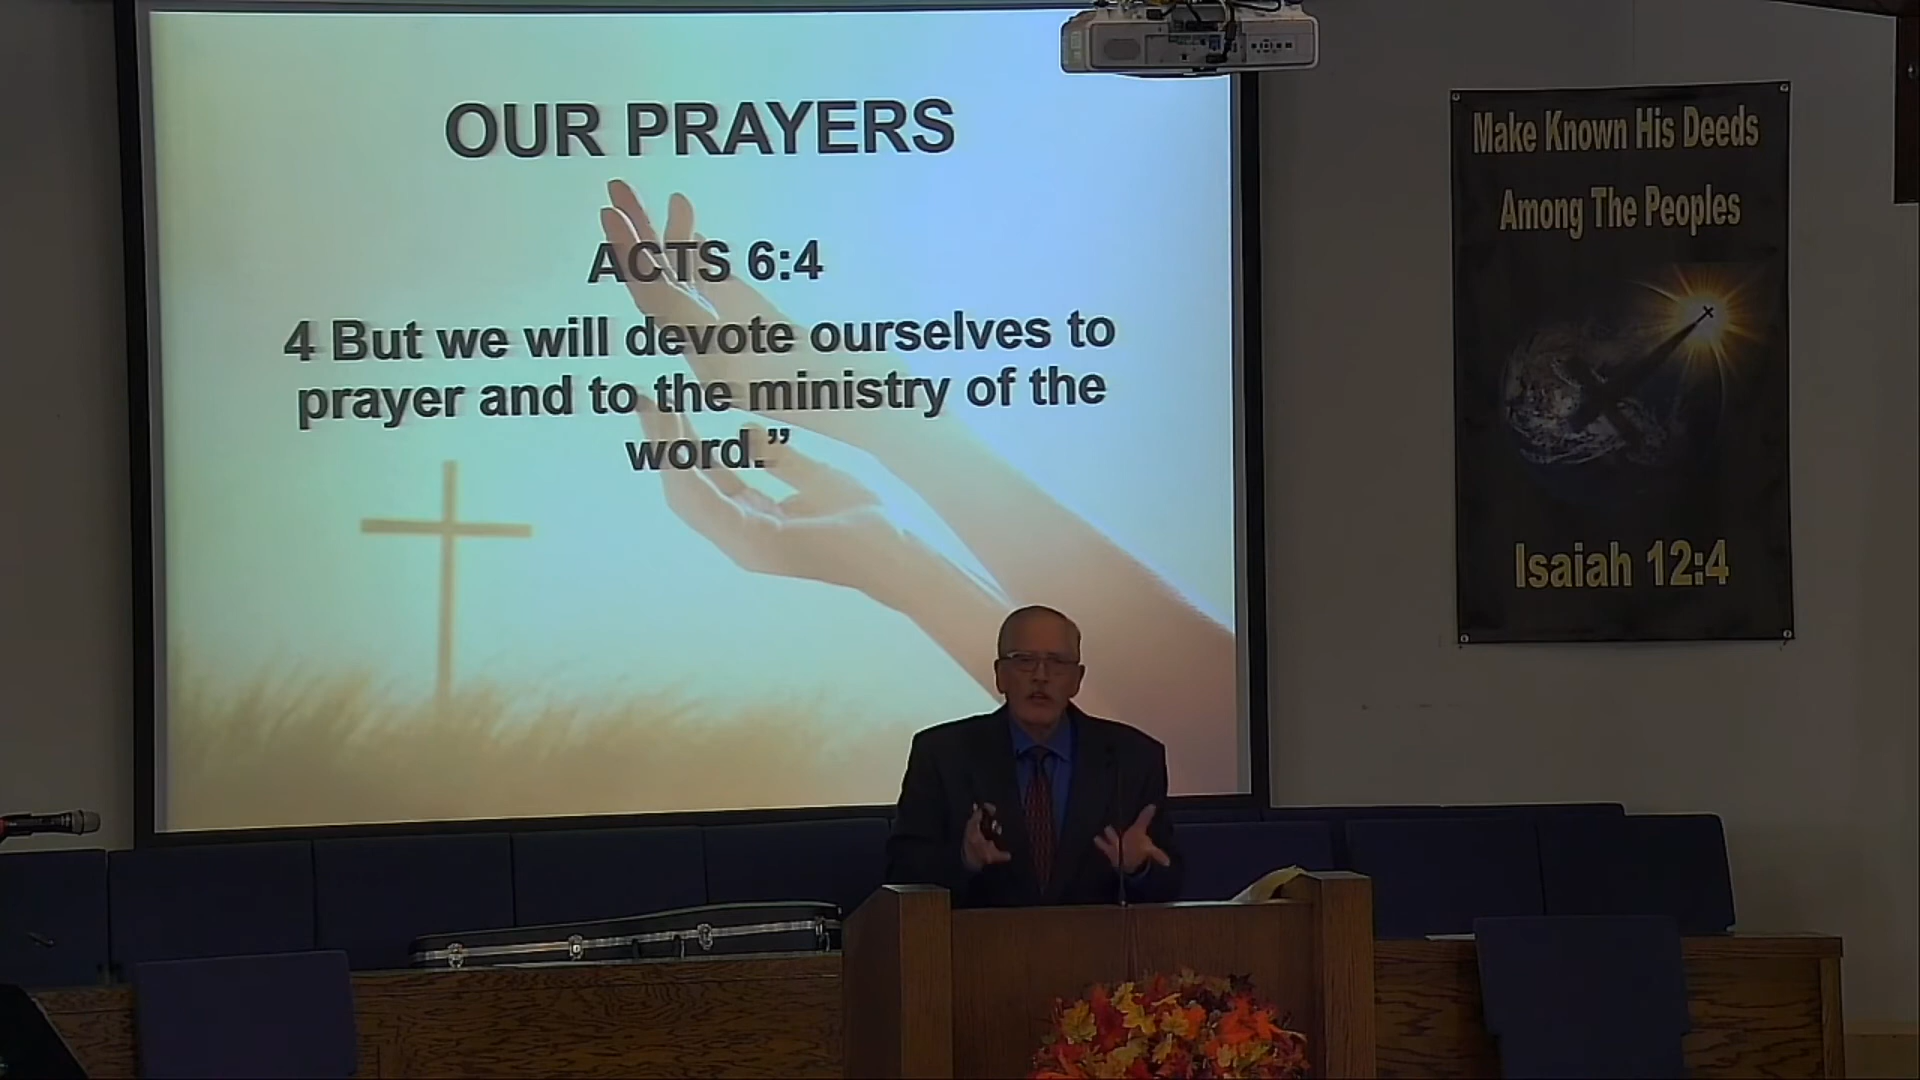 OUR PRAYERS
ACTS 6:4
4 But we will devote ourselves to
prayer and to the ministry of the
word.”
Make Known His Deeds
Among The Peoples
Isaiah 12:4